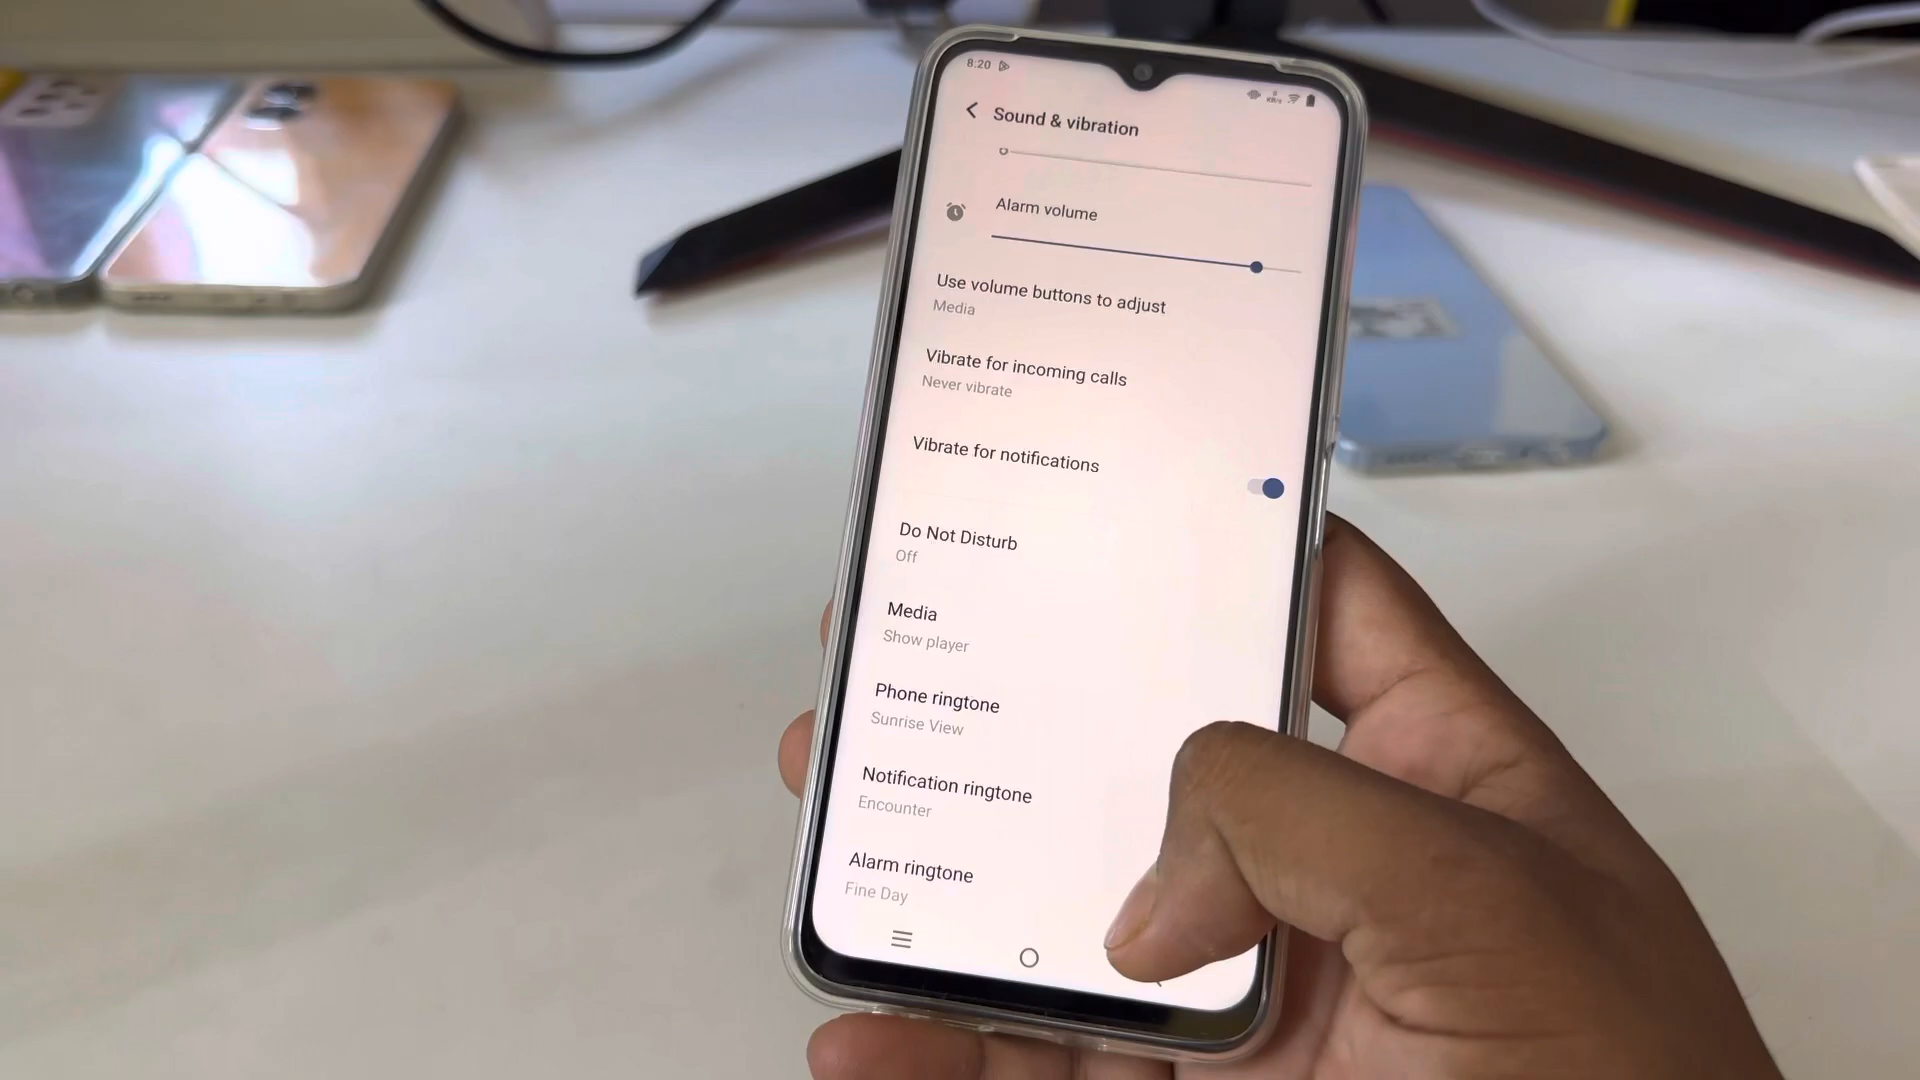 8:20
0
KB/s
Sound & vibration
Alarm volume
Use volume buttons to adjust
Media
Vibrate for incoming calls
Never vibrate
Vibrate for notifications
Do Not Disturb
Off
Media
Show player
Phone ringtone
Sunrise View
Notification ringtone
Encounter
Alarm ringtone
Fine Day